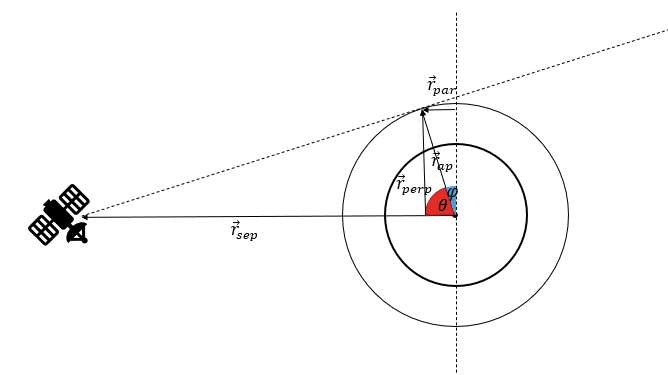 r⃗par
r⃗ap
r⃗perp
φ
θ
r⃗sep